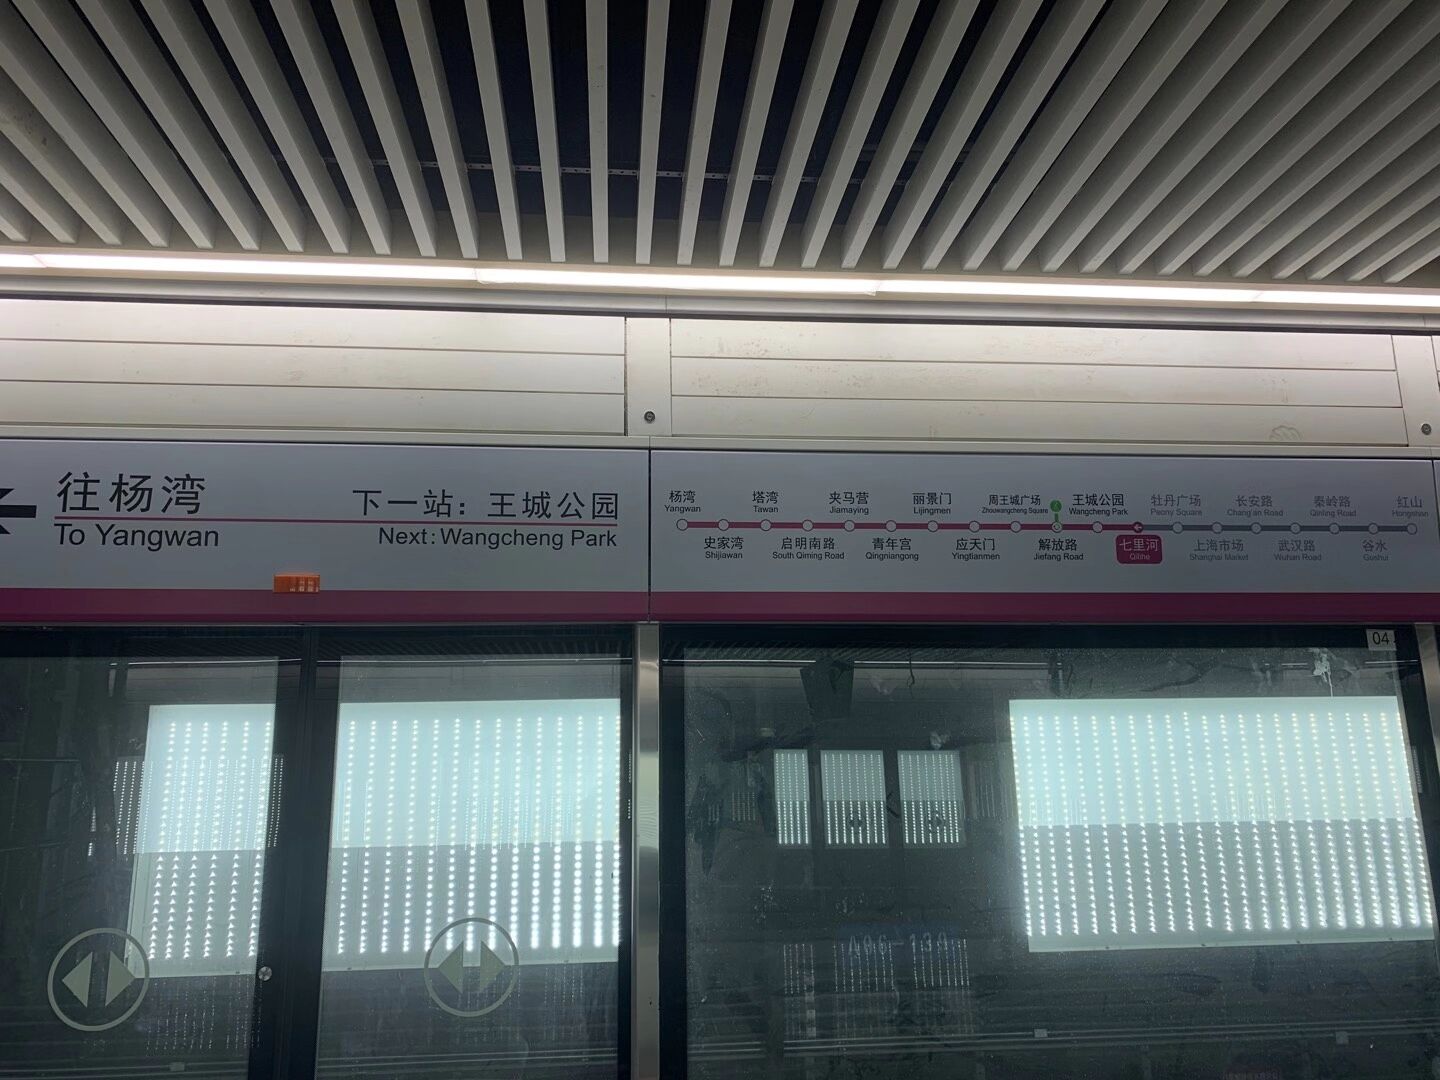 往杨湾
To Yangwan
下一站：王城公园
Next: Wangcheng Park
杨湾
Yangwan
史家湾
Shijiawan
塔湾
Tawan
启明南路
South Qiming Road
夹马营
Jiamaying
青年宫
Qingniangong
丽景门
Lijingmen
应天门
Yingtianmen
周王城广场
Zhouwangcheng Square
解放路
Jiefang Road
王城公园
Wangcheng Park
七里河
Qilihe
牡丹广场
Peony Square
上海市场
Shanghai Market
长安路
Chang'an Road
武汉路
Wuhan Road
秦岭路
Qinling Road
谷水
Gushui
红山
Hongshan
04